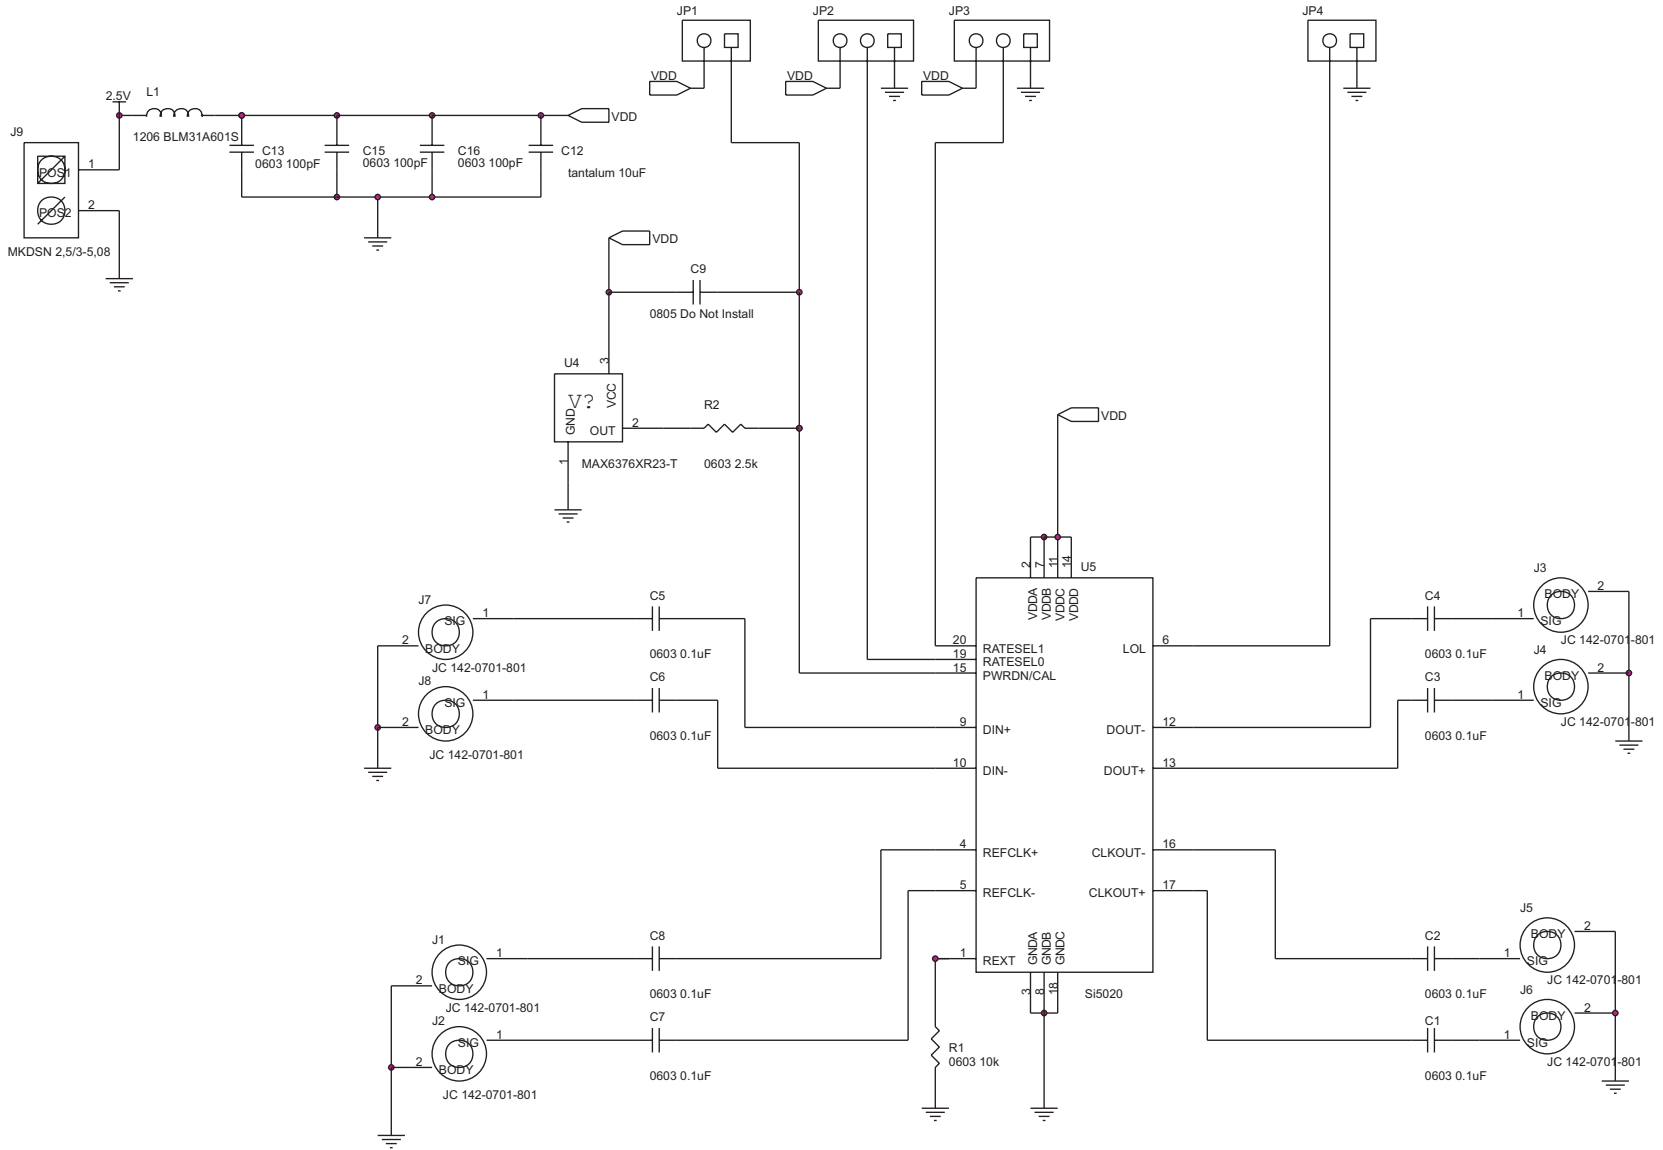 JP1
JP2
JP3
JP4
VDD
VDD
VDD
2.5V
L1
VDD
1206 BLM31A601S
J9
POS1
1
POS2
2
MKDSN 2,5/3-5,08
C13
0603 100pF
C15
0603 100pF
C16
0603 100pF
C12
tantalum 10uF
VDD
C9
0805 Do Not Install
U4
3
V?
VCC
GND
OUT
2
1
MAX6376XR23-T
R2
0603 2.5k
VDD
2
7
11
14
U5
VDDA
VDDB
VDDC
VDDD
20
RATESEL1
19
RATESEL0
15
PWRDN/CAL
9
DIN+
10
DIN-
4
REFCLK+
5
REFCLK-
1
REXT
GNDA
GNDB
GNDC
3
8
18
Si5020
LOL
6
DOUT-
12
DOUT+
13
CLKOUT-
16
CLKOUT+
17
J7
SIG
1
2
BODY
JC 142-0701-801
C5
0603 0.1uF
J8
SIG
1
2
BODY
JC 142-0701-801
C6
0603 0.1uF
J1
SIG
1
2
BODY
JC 142-0701-801
C8
0603 0.1uF
J2
SIG
1
2
BODY
JC 142-0701-801
C7
0603 0.1uF
R1
0603 10k
C4
0603 0.1uF
J3
BODY
2
1
SIG
JC 142-0701-801
C3
0603 0.1uF
J4
BODY
2
1
SIG
JC 142-0701-801
C2
0603 0.1uF
J5
BODY
2
1
SIG
JC 142-0701-801
C1
0603 0.1uF
J6
BODY
2
1
SIG
JC 142-0701-801